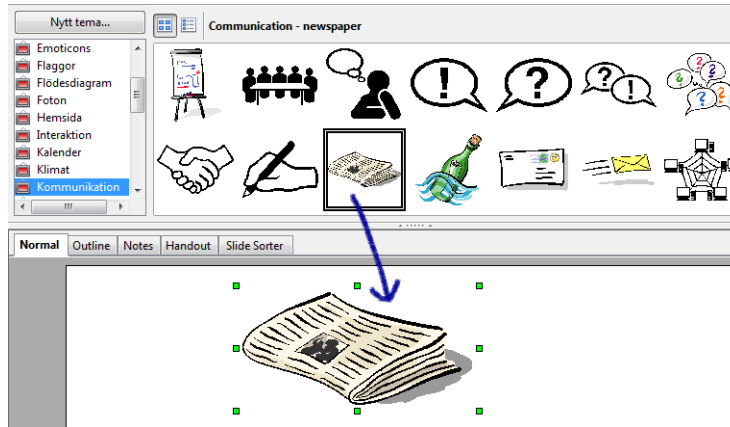 Nytt tema...
Communication - newspaper
Emoticons
Flaggor
Flödesdiagram
Foton
Hemsida
Interaktion
Kalender
Klimat
Kommunikation
Normal
Outline
Notes
Handout
Slide Sorter